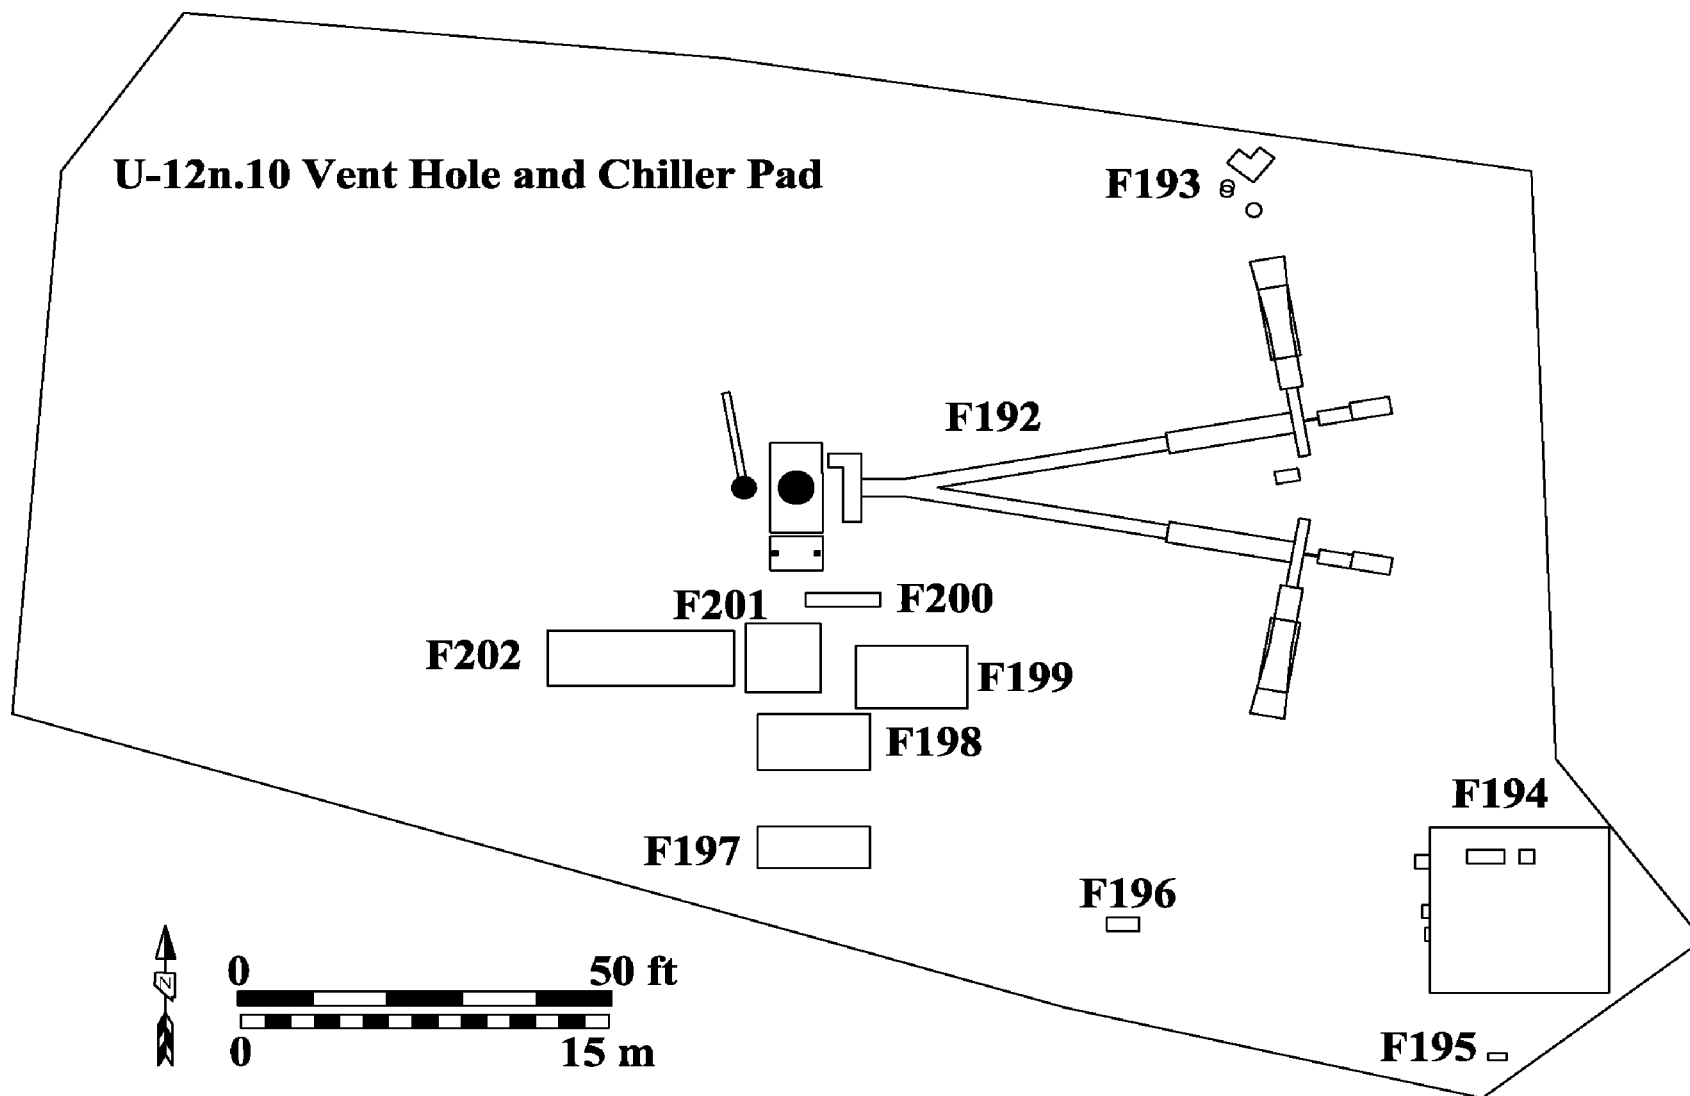 U-12n.10 Vent Hole and Chiller Pad
F193
F192
F200
F201
F202
F199
F198
F194
F197
F196
N
0 50 ft
0 15 m
F195